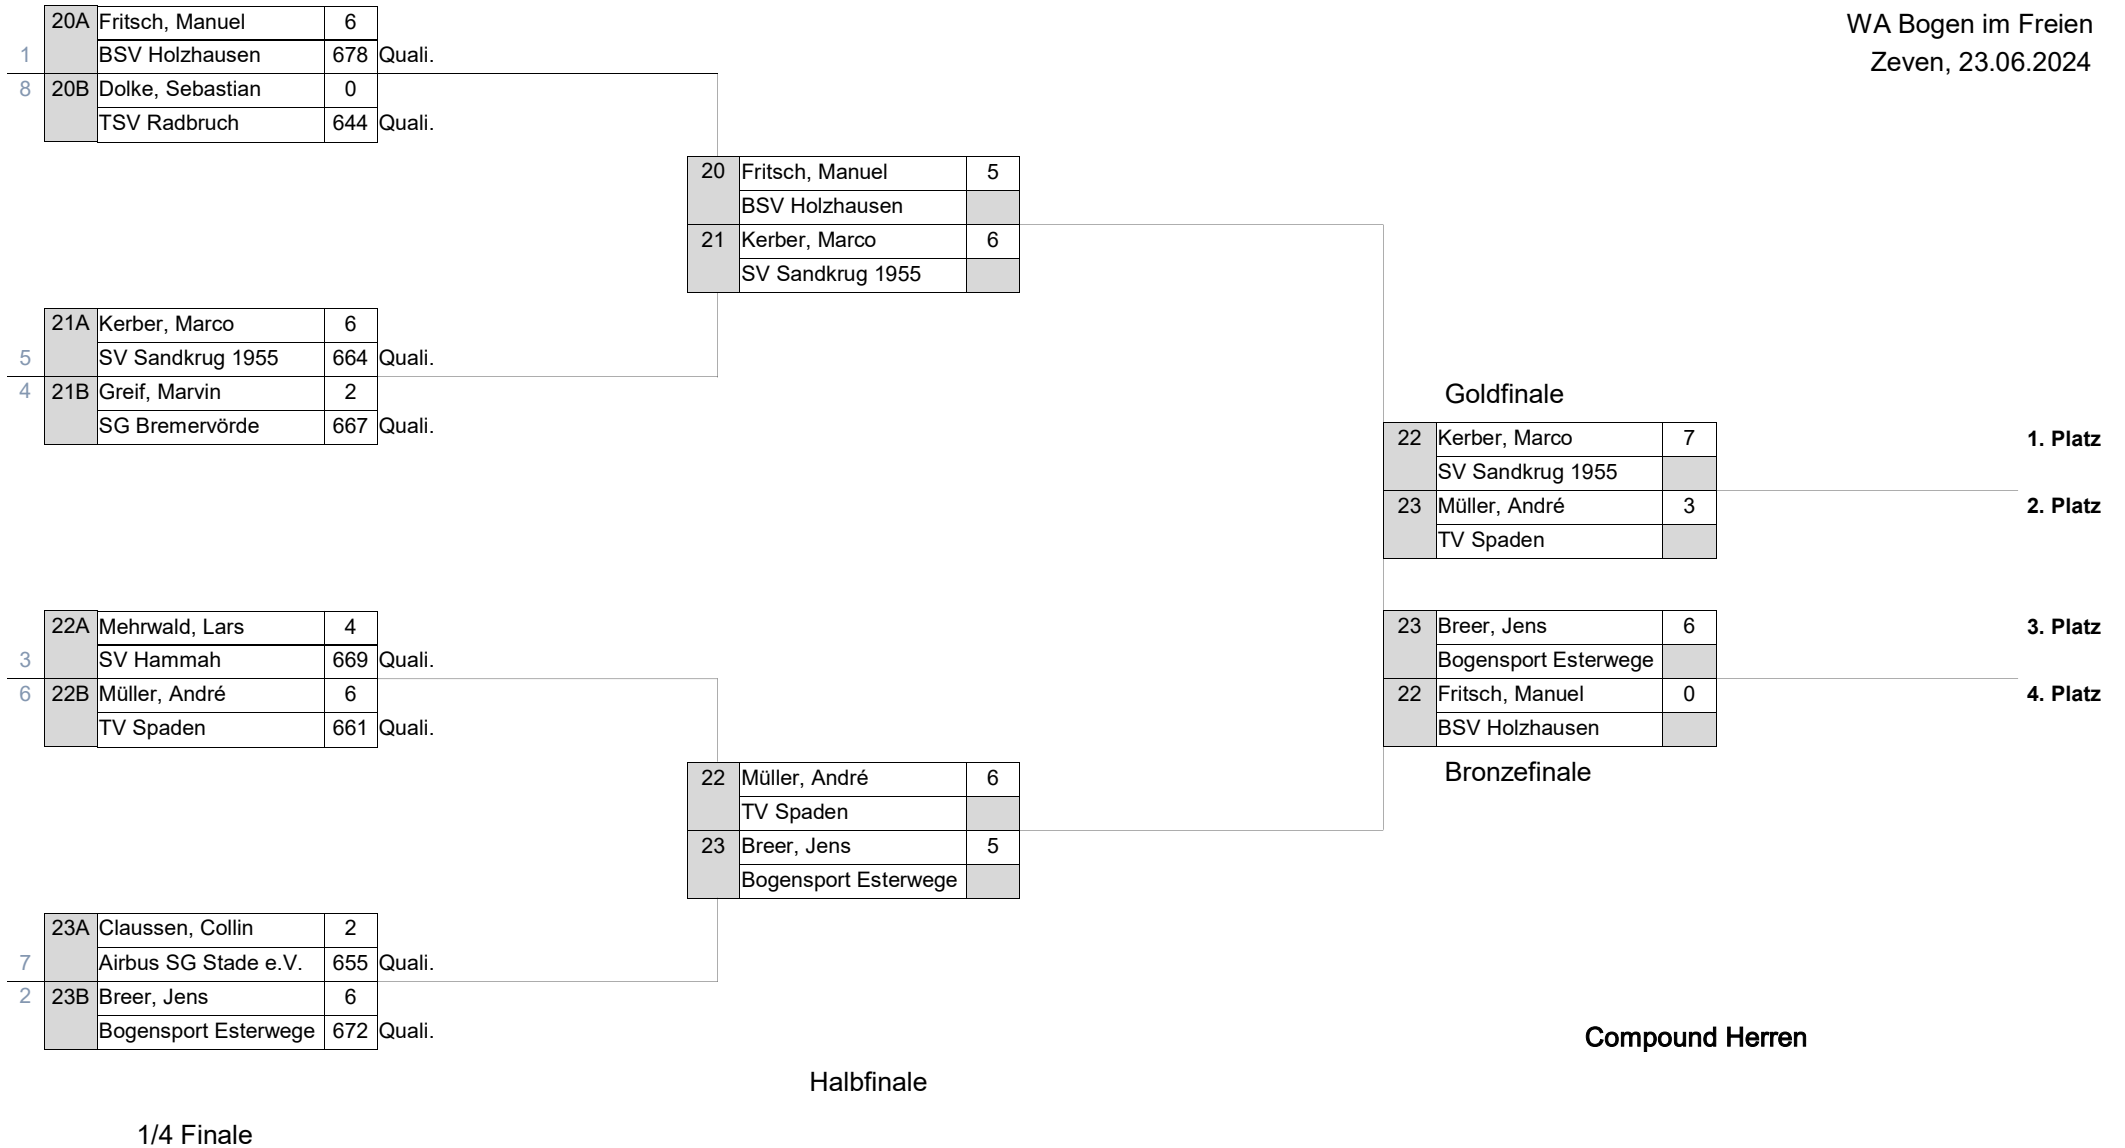 WA Bogen im Freien
Zeven, 23.06.2024
20A Fritsch, Manuel 6
1 BSV Holzhausen 678 Quali.
8 20B Dolke, Sebastian 0
TSV Radbruch 644 Quali.
20 Fritsch, Manuel 5
BSV Holzhausen
21 Kerber, Marco 6
SV Sandkrug 1955
21A Kerber, Marco 6
5 SV Sandkrug 1955 664 Quali.
4 21B Greif, Marvin 2
SG Bremervörde 667 Quali.
Goldfinale
22 Kerber, Marco 7 1. Platz
SV Sandkrug 1955
23 Müller, André 3 2. Platz
TV Spaden
22A Mehrwald, Lars 4
3 SV Hammah 669 Quali.
6 22B Müller, André 6
TV Spaden 661 Quali.
23 Breer, Jens 6 3. Platz
Bogensport Esterwege
22 Fritsch, Manuel 0 4. Platz
BSV Holzhausen
Bronzefinale
22 Müller, André 6
TV Spaden
23 Breer, Jens 5
Bogensport Esterwege
23A Claussen, Collin 2
7 Airbus SG Stade e.V. 655 Quali.
2 23B Breer, Jens 6
Bogensport Esterwege 672 Quali.
Compound Herren
Halbfinale
1/4 Finale